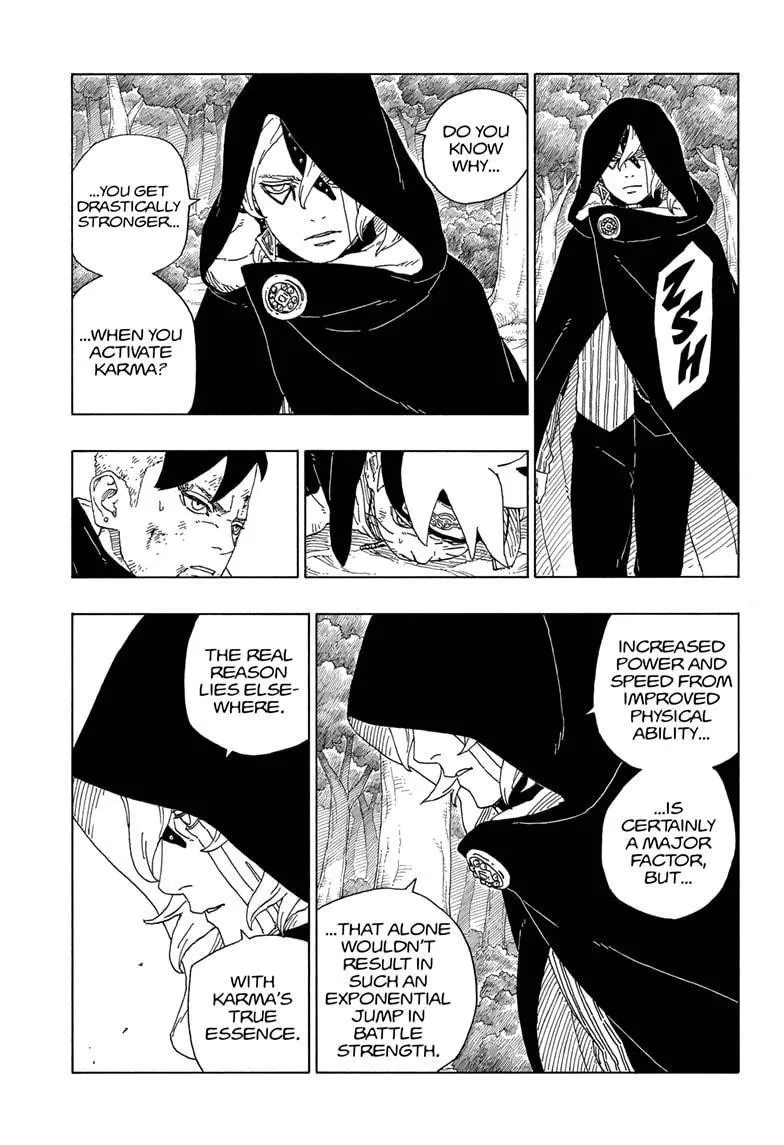 ZSH
DO YOU
KNOW
WHY...
...YOU GET
DRASTICALLY
STRONGER...
...WHEN YOU
ACTIVATE
KARMA?
INCREASED
POWER AND
SPEED FROM
IMPROVED
PHYSICAL
ABILITY...
...IS
CERTAINLY
A MAJOR
FACTOR,
BUT...
...THAT ALONE
WOULDN'T
RESULT IN
SUCH AN
EXPONENTIAL
JUMP IN
BATTLE
STRENGTH.
THE REAL
REASON
LIES ELSE-
WHERE.
WITH
KARMA'S
TRUE
ESSENCE.